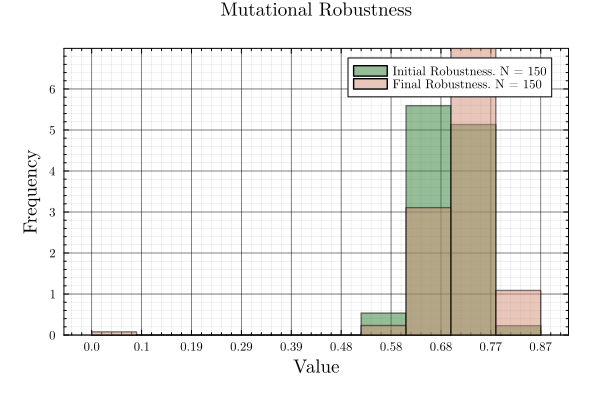 Mutational Robustness
Initial Robustness. N = 150
Final Robustness. N = 150
Frequency
6
5
4
3
2
1
0
0.0 0.1 0.19 0.29 0.39 0.48 0.58 0.68 0.77 0.87
Value